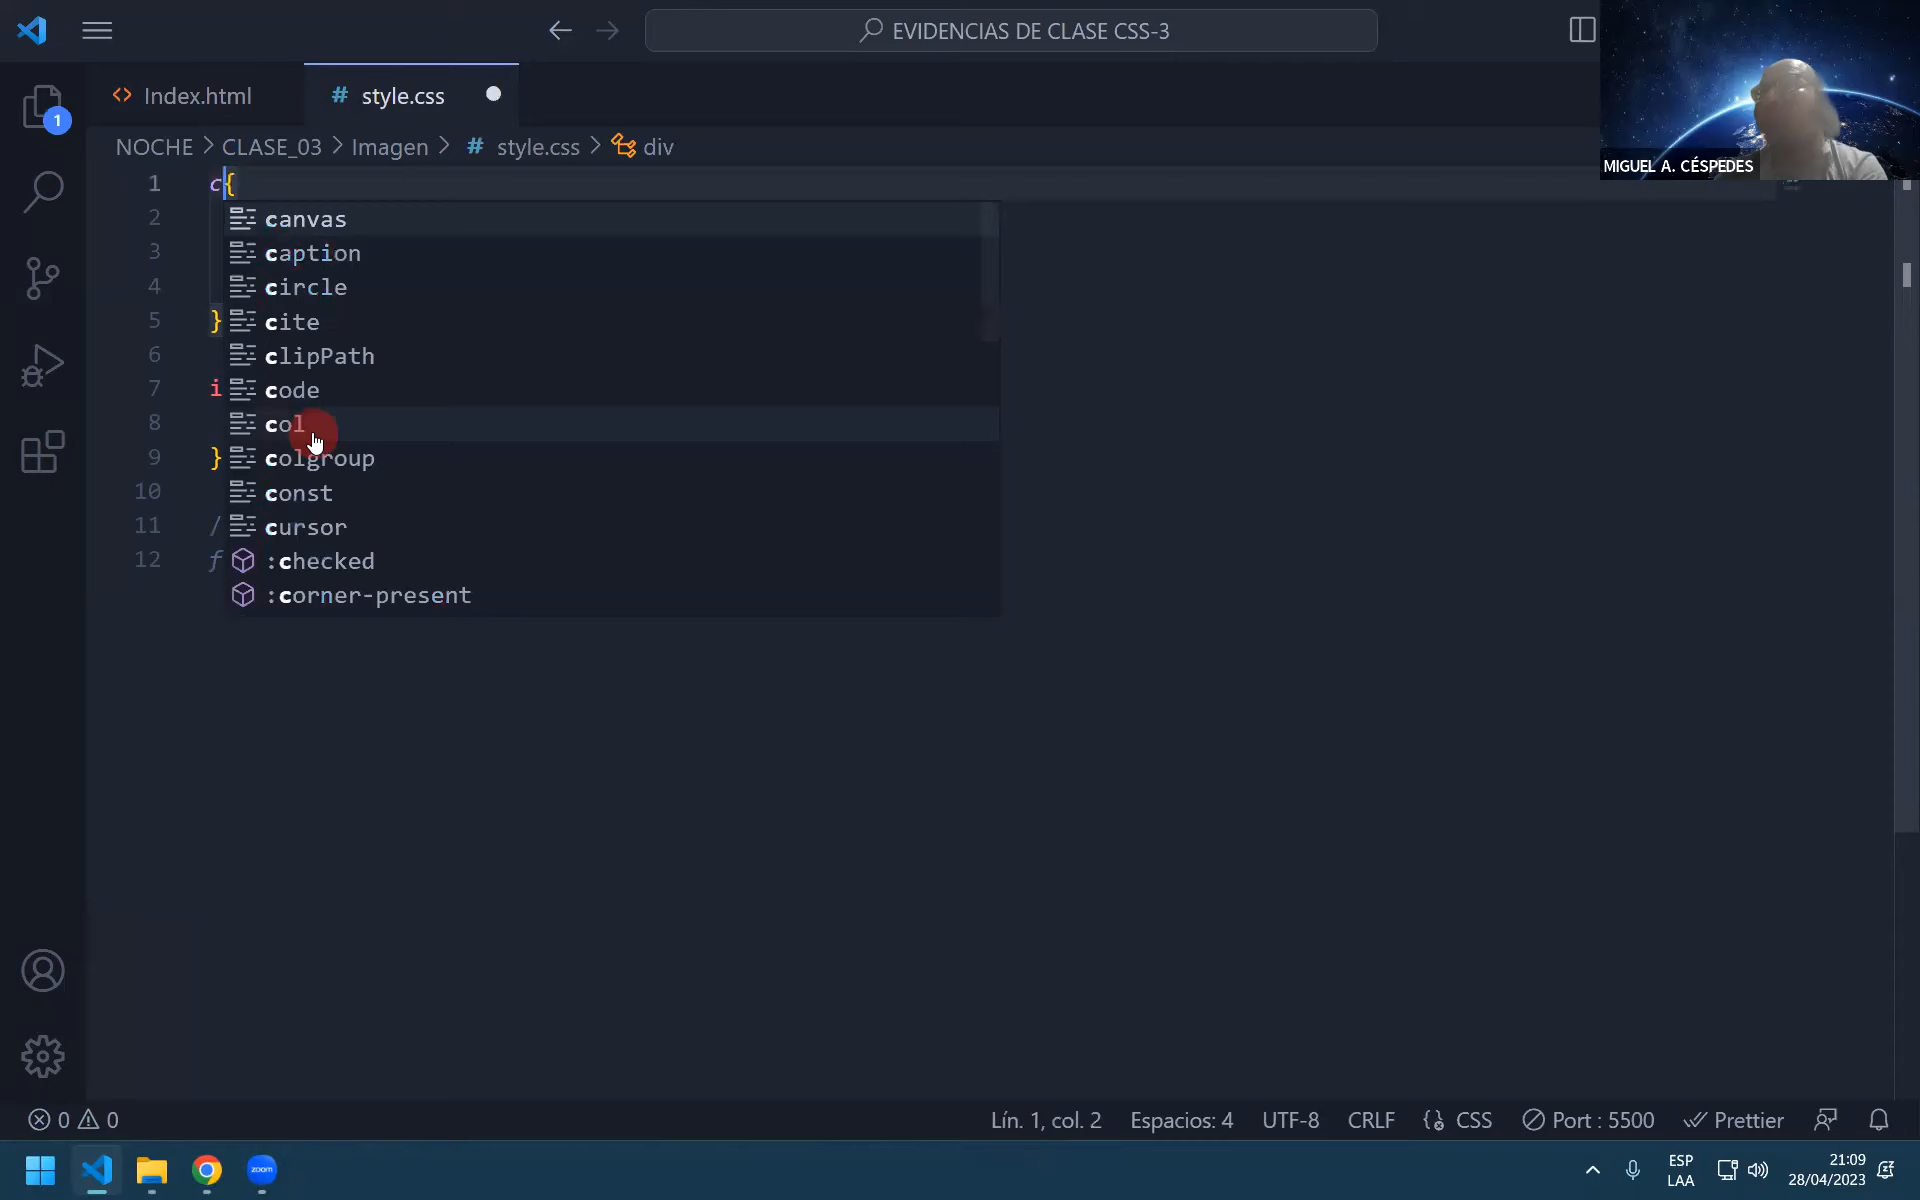 EVIDENCIAS DE CLASE CSS-3
MIGUEL A. CÉSPEDES
<> Index.html
# style.css
1
NOCHE > CLASE_03 > Imagen > # style.css > div
1 c{
2 canvas
3 caption
4 circle
5 } cite
6 clipPath
7 i code
8 col
9 } colgroup
10 const
11 / cursor
12 f :checked
:corner-present
0 0
Lín. 1, col. 2 Espacios: 4 UTF-8 CRLF {} CSS Port : 5500 Prettier
zoom
ESP
LAA
21:09
28/04/2023